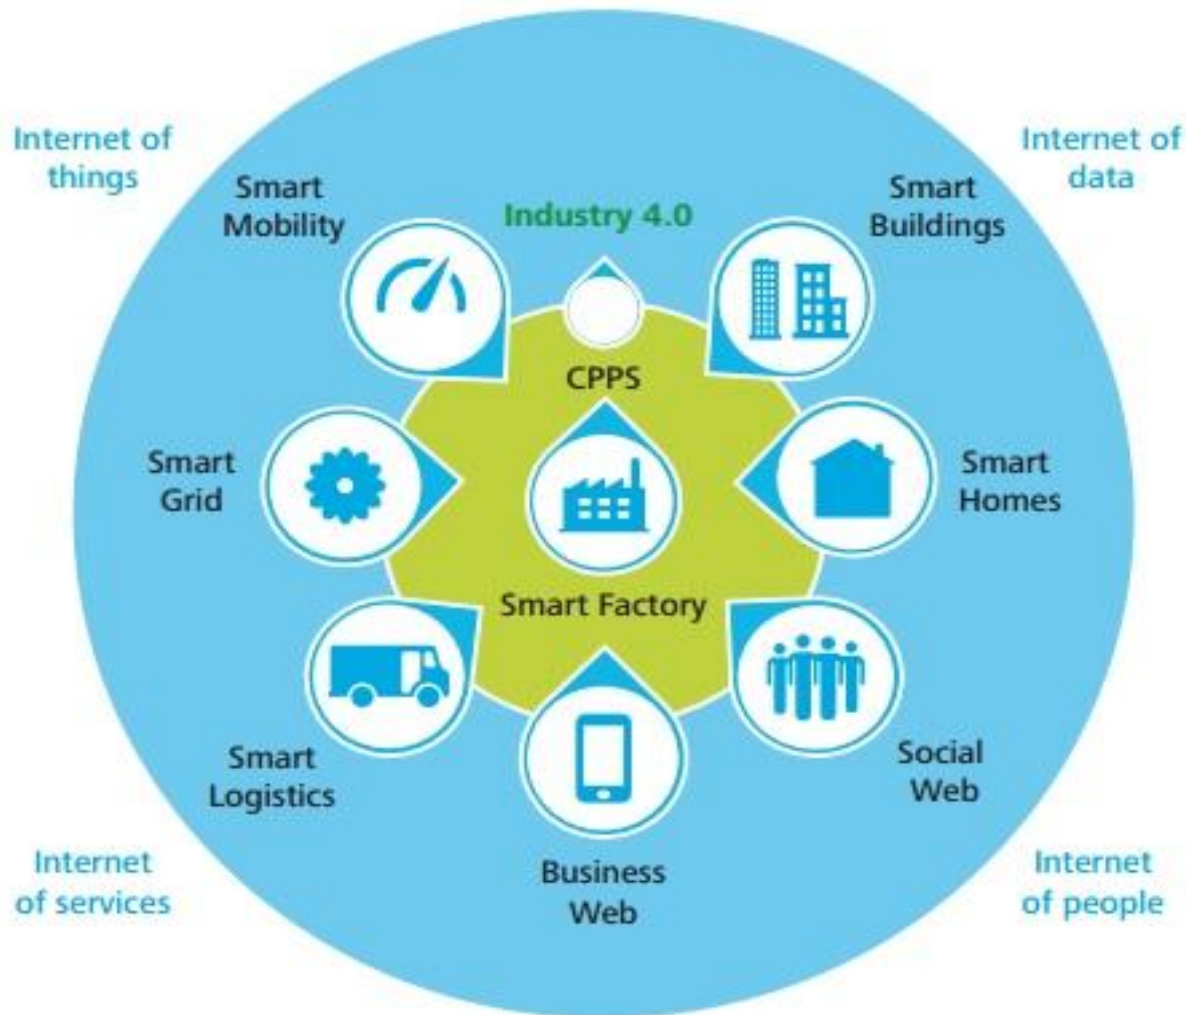 Internet of
things
Internet of
data
Smart
Mobility
Industry 4.0
Smart
Buildings
CPPS
Smart
Grid
Smart
Homes
Smart Factory
Smart
Logistics
Social
Web
Business
Web
Internet
of services
Internet
of people